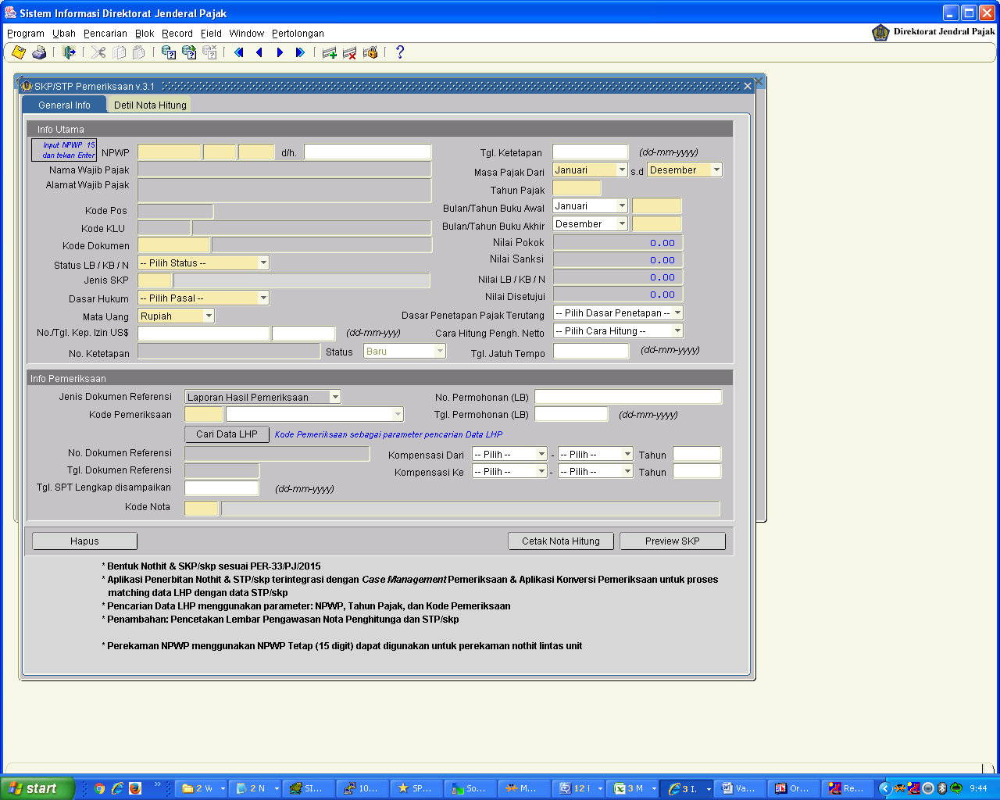 Sistem Informasi Direktorat Jenderal Pajak
Program Ubah Pencarian Blok Record Field Window Pertolongan
Direktorat Jendral Pajak
SKP/STP Pemeriksaan v.3.1
General Info Detil Nota Hitung
Info Utama
Input NPWP 15
dan tekan Enter
NPWP d/h.
Nama Wajib Pajak
Alamat Wajib Pajak
Kode Pos
Kode KLU
Kode Dokumen
Status LB / KB / N -- Pilih Status --
Jenis SKP
Dasar Hukum -- Pilih Pasal --
Mata Uang Rupiah
No./Tgl. Kep. Izin US$ (dd-mm-yyy)
No. Ketetapan Status Baru
Tgl. Ketetapan (dd-mm-yyyy)
Masa Pajak Dari Januari s.d Desember
Tahun Pajak
Bulan/Tahun Buku Awal Januari
Bulan/Tahun Buku Akhir Desember
Nilai Pokok 0.00
Nilai Sanksi 0.00
Nilai LB / KB / N 0.00
Nilai Disetujui 0.00
Dasar Penetapan Pajak Terutang -- Pilih Dasar Penetapan --
Cara Hitung Pengh. Netto -- Pilih Cara Hitung --
Tgl. Jatuh Tempo (dd-mm-yyyy)
Info Pemeriksaan
Jenis Dokumen Referensi Laporan Hasil Pemeriksaan
Kode Pemeriksaan
Cari Data LHP Kode Pemeriksaan sebagai parameter pencarian Data LHP
No. Dokumen Referensi
Tgl. Dokumen Referensi
Tgl. SPT Lengkap disampaikan (dd-mm-yyyy)
Kode Nota
No. Permohonan (LB)
Tgl. Permohonan (LB) (dd-mm-yyyy)
Kompensasi Dari -- Pilih -- - -- Pilih -- Tahun
Kompensasi Ke -- Pilih -- - -- Pilih -- Tahun
Hapus Cetak Nota Hitung Preview SKP
* Bentuk Nothit & SKP/skp sesuai PER-33/PJ/2015
* Aplikasi Penerbitan Nothit & STP/skp terintegrasi dengan Case Management Pemeriksaan & Aplikasi Konversi Pemeriksaan untuk proses
matching data LHP dengan data STP/skp
* Pencarian Data LHP menggunakan parameter: NPWP, Tahun Pajak, dan Kode Pemeriksaan
* Penambahan: Pencetakan Lembar Pengawasan Nota Penghitunga dan STP/skp
* Perekaman NPWP menggunakan NPWP Tetap (15 digit) dapat digunakan untuk perekaman nothit lintas unit
start » 2 W 2 N SI... 10... SP... So... M... 12 I 3 M 3 I. Va... Or... Re... 9:44